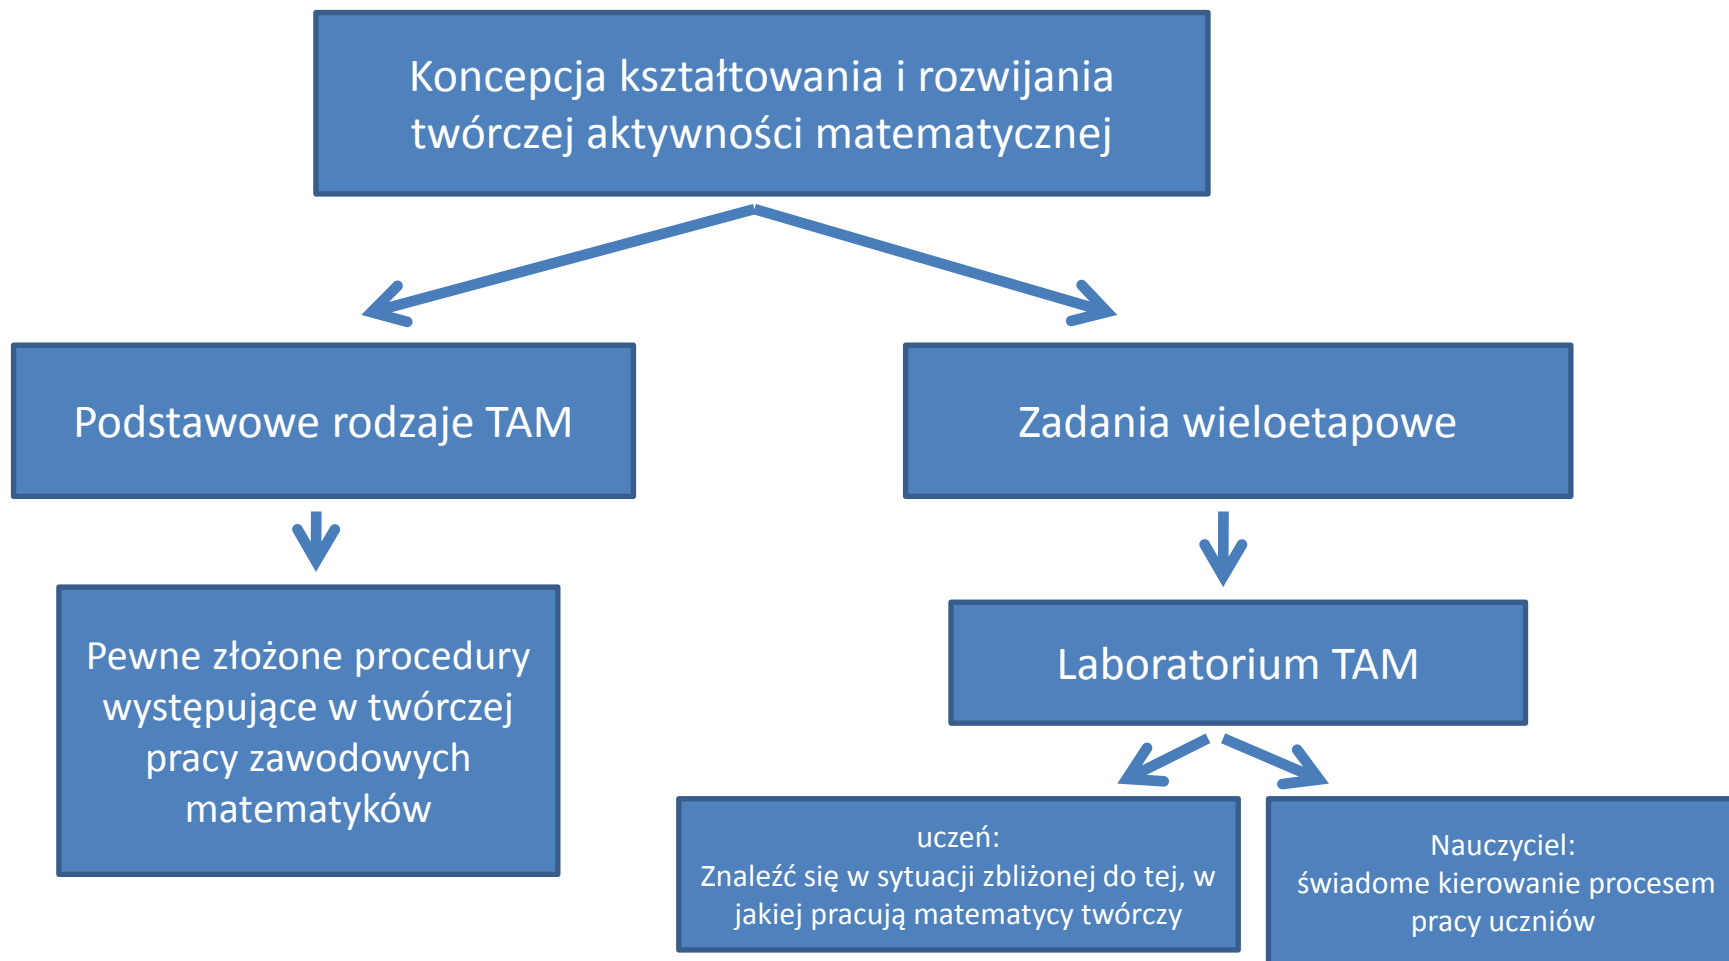 Koncepcja kształtowania i rozwijania
twórczej aktywności matematycznej
Podstawowe rodzaje TAM
Zadania wieloetapowe
Pewne złożone procedury
występujące w twórczej
pracy zawodowych
matematyków
Laboratorium TAM
uczeń:
Znaleźć się w sytuacji zbliżonej do tej, w
jakiej pracują matematycy twórczy
Nauczyciel:
świadome kierowanie procesem
pracy uczniów